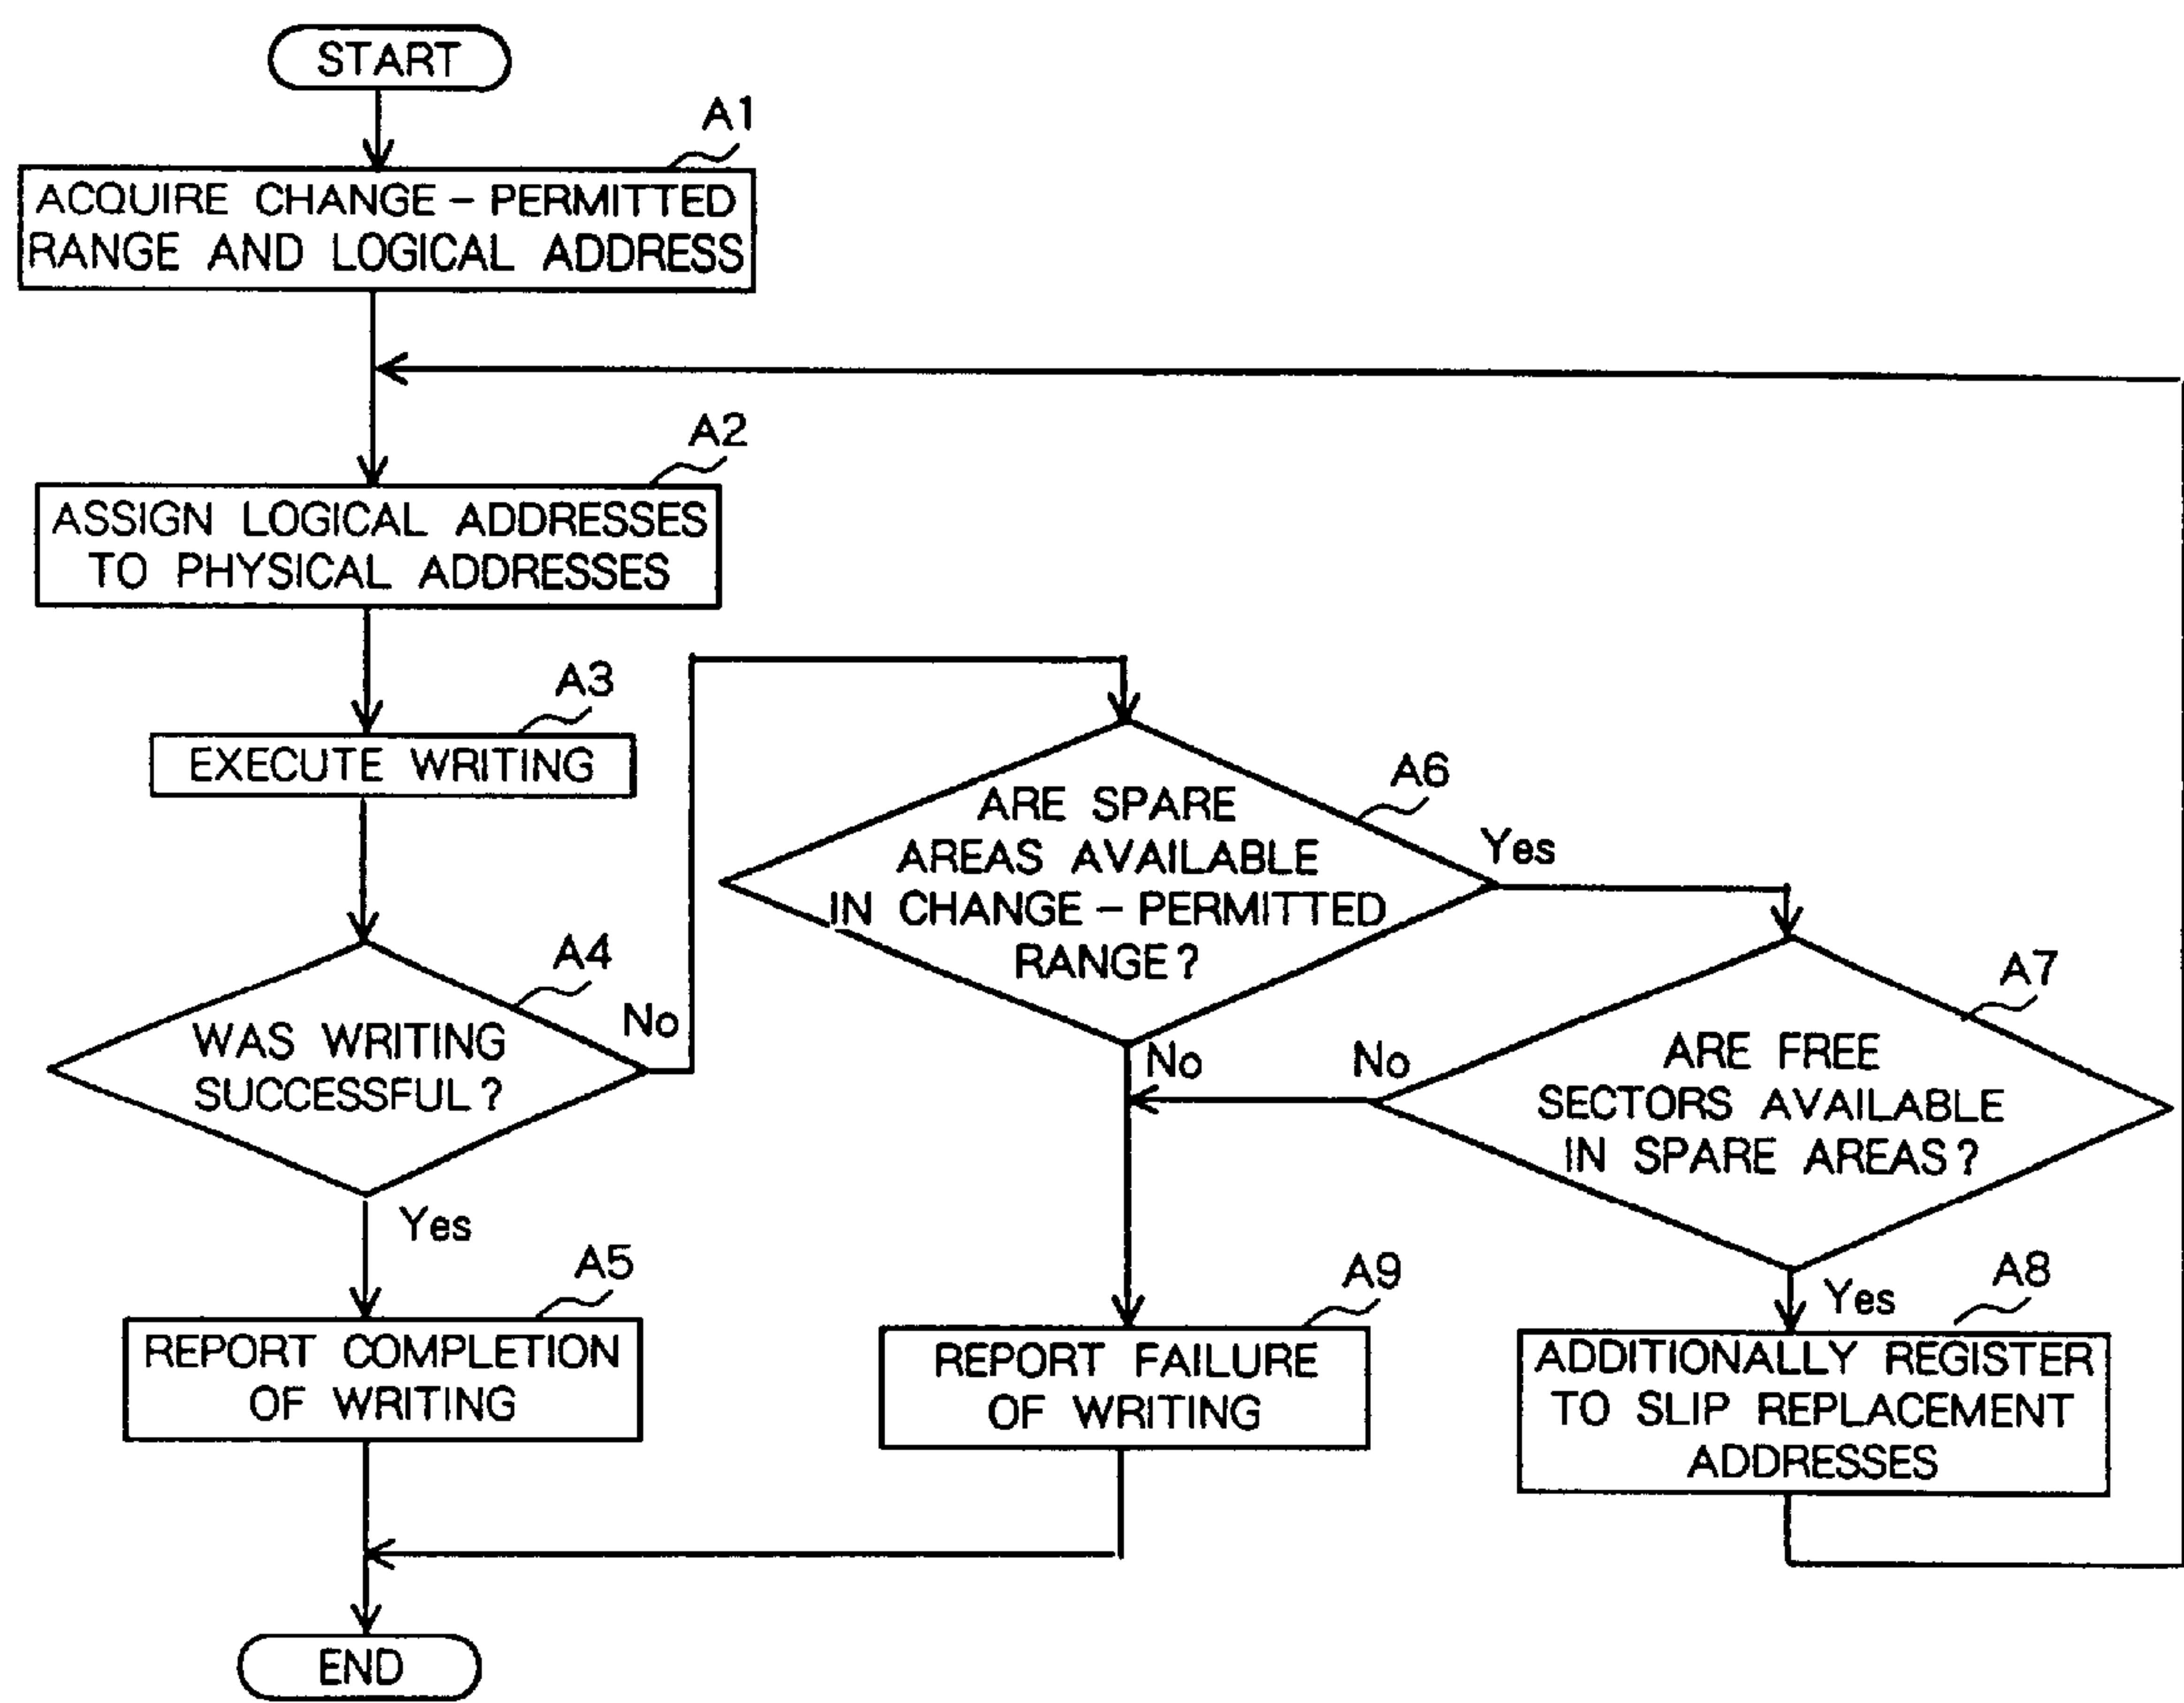 START
A1
ACQUIRE CHANGE-PERMITTED
RANGE AND LOGICAL ADDRESS
A2
ASSIGN LOGICAL ADDRESSES
TO PHYSICAL ADDRESSES
A3
EXECUTE WRITING
A4
WAS WRITING
SUCCESSFUL?
No
Yes
A5
REPORT COMPLETION
OF WRITING
A6
ARE SPARE
AREAS AVAILABLE
IN CHANGE-PERMITTED
RANGE?
Yes
No
A7
ARE FREE
SECTORS AVAILABLE
IN SPARE AREAS?
No
Yes
A8
ADDITIONALLY REGISTER
TO SLIP REPLACEMENT
ADDRESSES
A9
REPORT FAILURE
OF WRITING
END